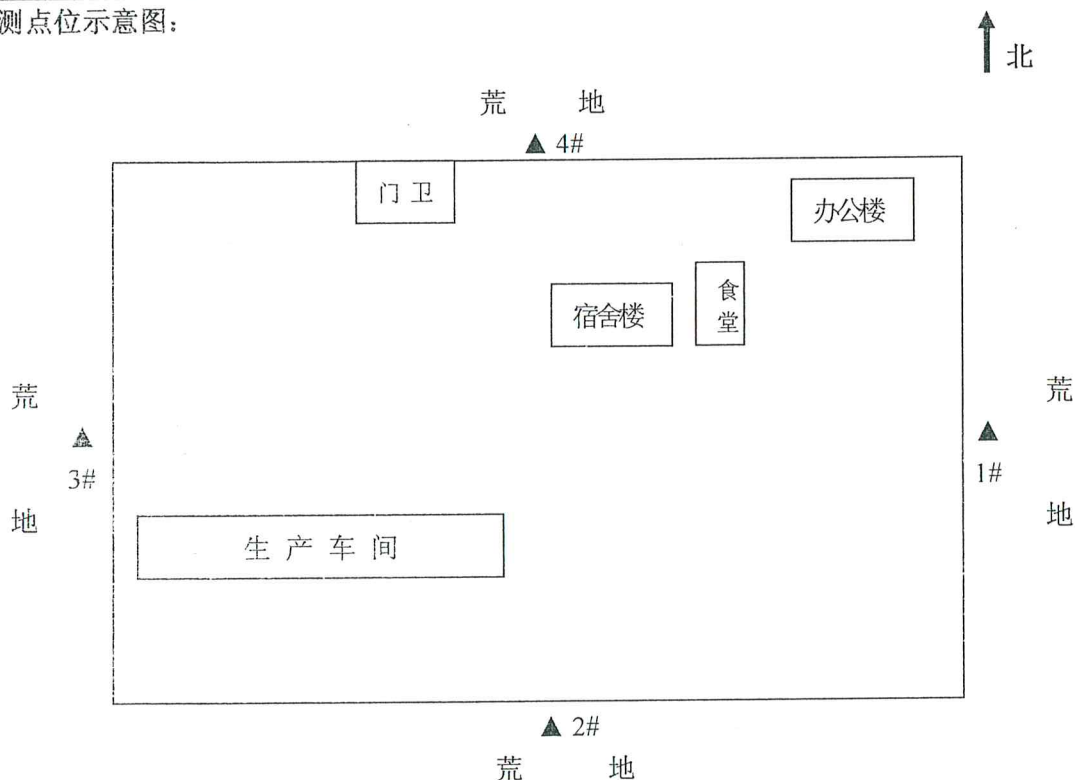 测点位示意图：
北
荒 地
▲ 4#
门 卫
办公楼
宿舍楼
食堂
荒地
▲
3#
荒地
▲
1#
生 产 车 间
▲ 2#
荒 地